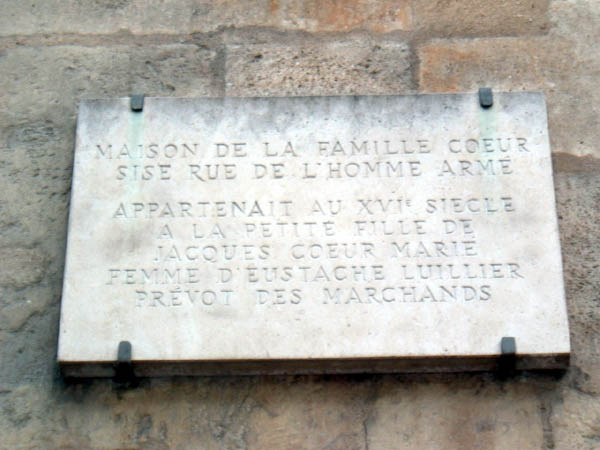 MAISON DE LA FAMILLE COEUR
SISE RUE DE L'HOMME ARMÉ
APPARTENAIT AU XVIe SIECLE
A LA PETITE FILLE DE
JACQUES COEUR MARIE
FEMME D'EUSTACHE LUILLIER
PRÉVOT DES MARCHANDS